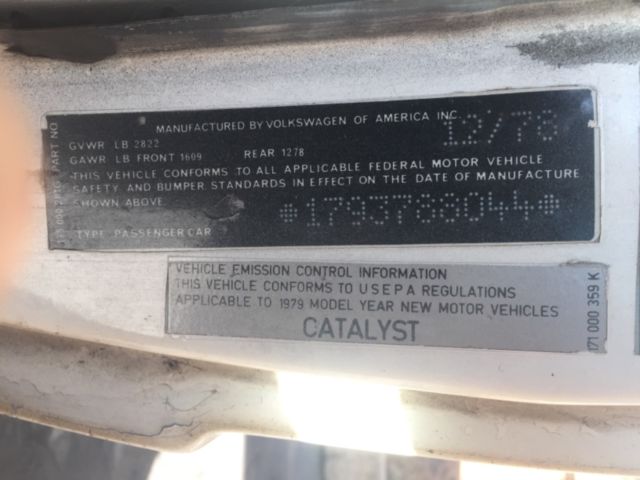 MANUFACTURED BY VOLKSWAGEN OF AMERICA INC. 12/78
GVWR LB 2822
GAWR LB FRONT 1609 REAR 1278
THIS VEHICLE CONFORMS TO ALL APPLICABLE FEDERAL MOTOR VEHICLE
SAFETY AND BUMPER STANDARDS IN EFFECT ON THE DATE OF MANUFACTURE
SHOWN ABOVE.
*1793788044*
TYPE: PASSENGER CAR
PART NO
VEHICLE EMISSION CONTROL INFORMATION
THIS VEHICLE CONFORMS TO U S E P A REGULATIONS
APPLICABLE TO 1979 MODEL YEAR NEW MOTOR VEHICLES
CATALYST
171 000 359 K